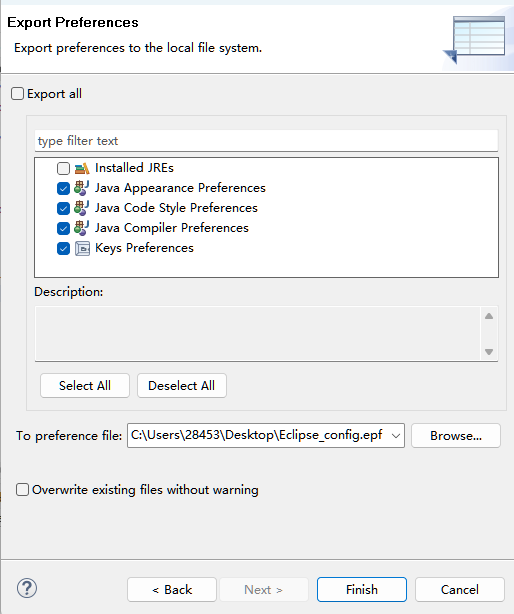 Export Preferences
Export preferences to the local file system.
Export all
type filter text
Installed JREs
Java Appearance Preferences
Java Code Style Preferences
Java Compiler Preferences
Keys Preferences
Description:
Select All Deselect All
To preference file: C:\Users\28453\Desktop\Eclipse_config.epf Browse...
Overwrite existing files without warning
? < Back Next > Finish Cancel